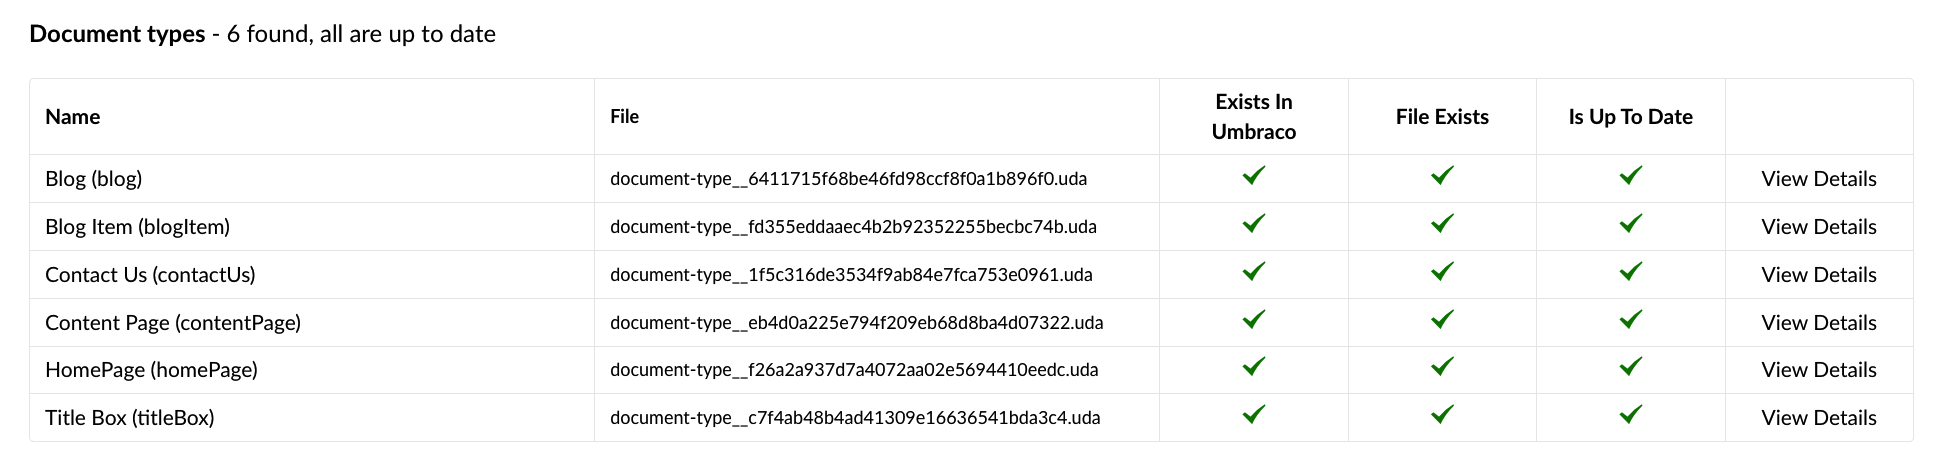 Document types - 6 found, all are up to date
Name File Exists In Umbraco File Exists Is Up To Date
Blog (blog) document-type__6411715f68be46fd98ccf8f0a1b896f0.uda View Details
Blog Item (blogItem) document-type__fd355eddaaec4b2b92352255becbc74b.uda View Details
Contact Us (contactUs) document-type__1f5c316de3534f9ab84e7fca753e0961.uda View Details
Content Page (contentPage) document-type__eb4d0a225e794f209eb68d8ba4d07322.uda View Details
HomePage (homePage) document-type__f26a2a937d7a4072aa02e5694410eedc.uda View Details
Title Box (titleBox) document-type__c7f4ab48b4ad41309e16636541bda3c4.uda View Details